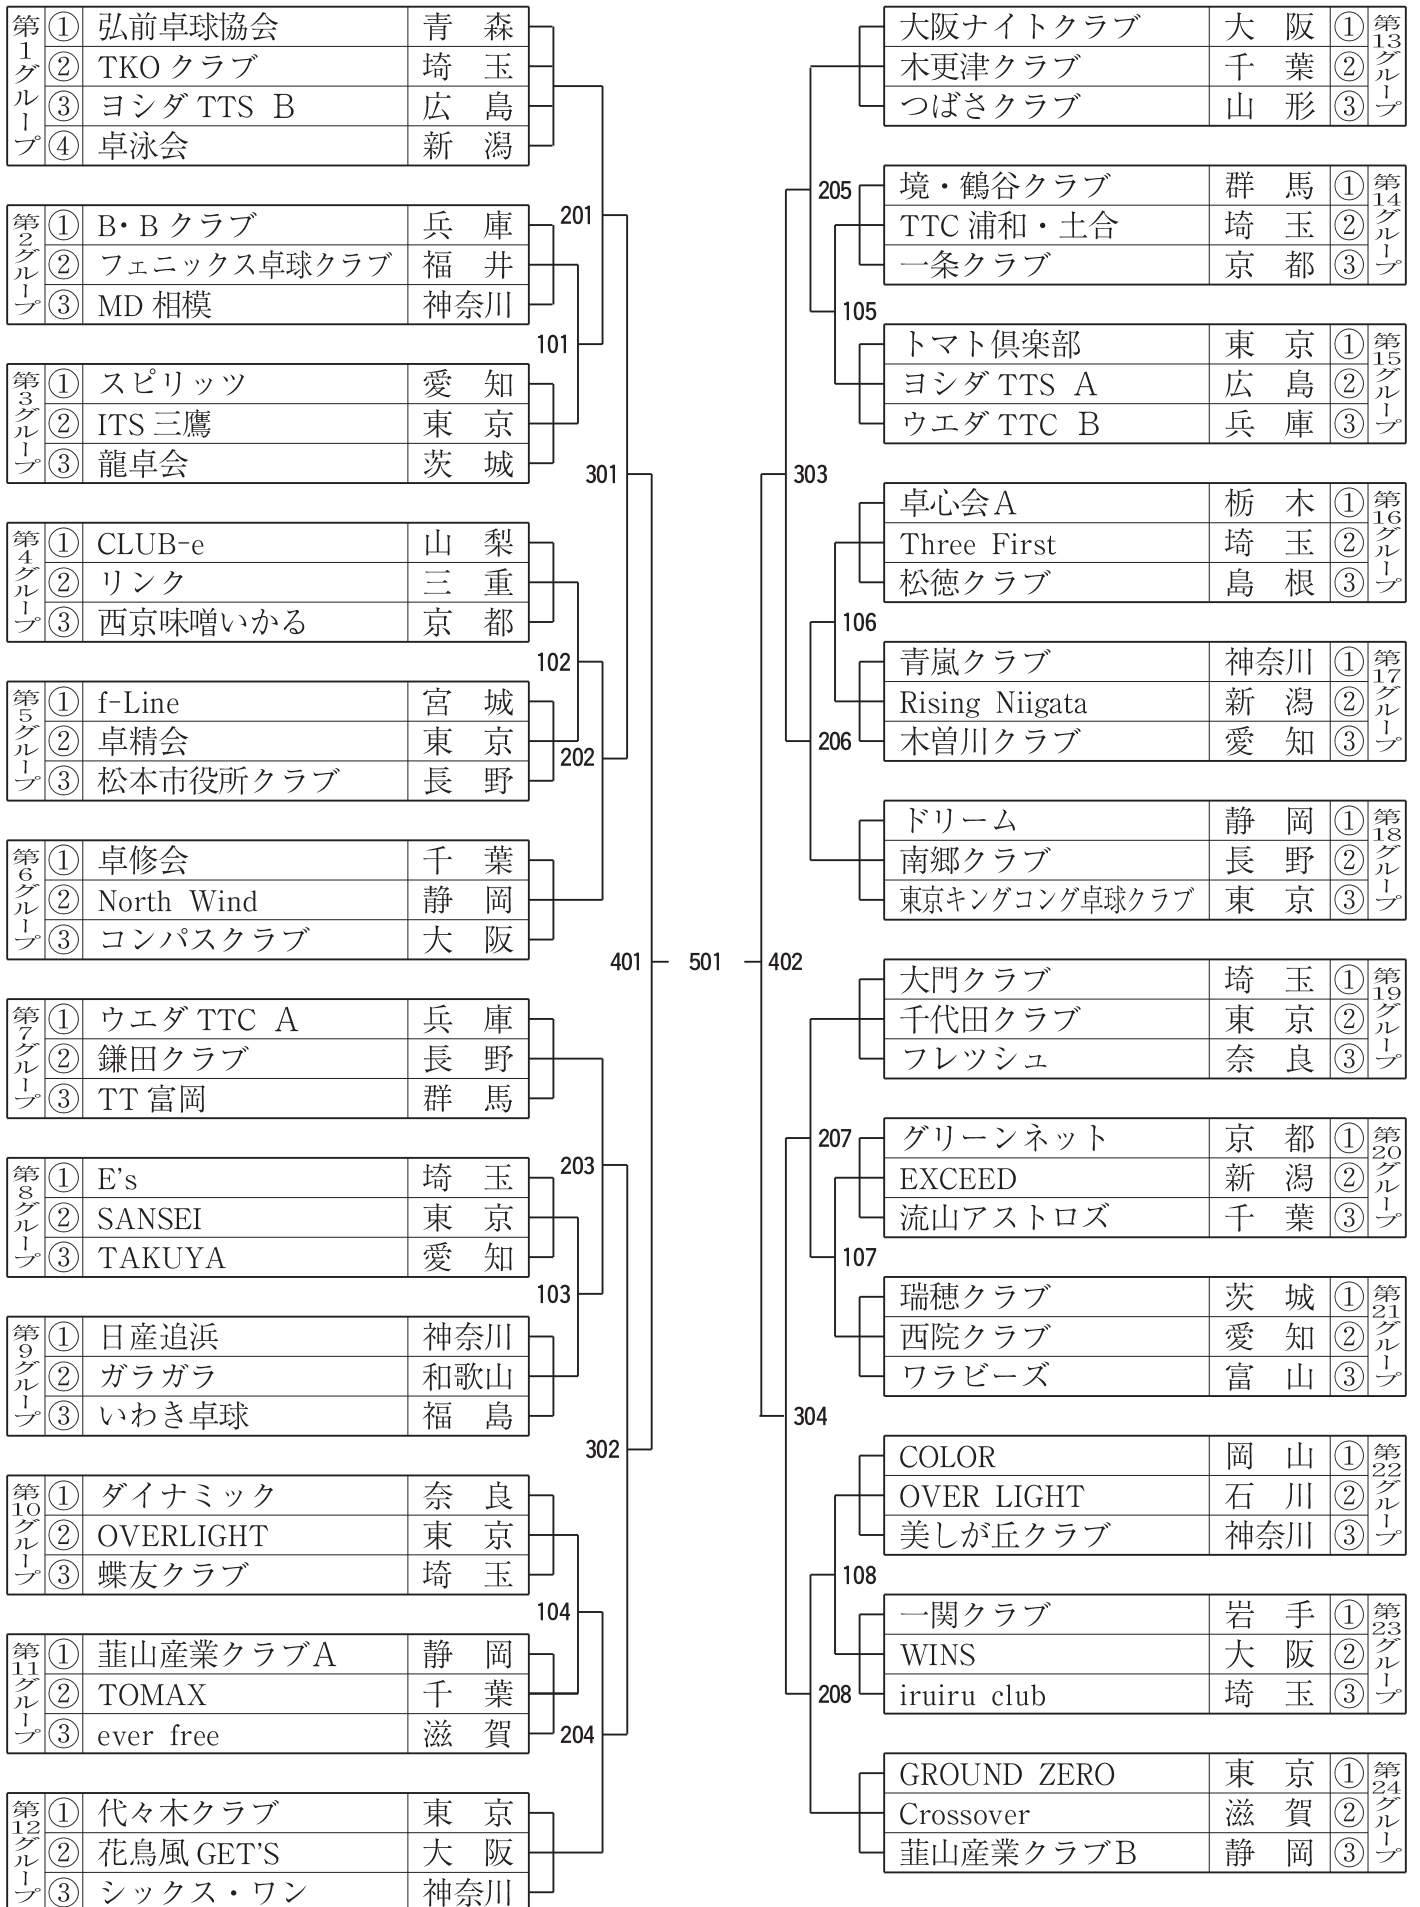 第1グループ
① 弘前卓球協会 青森
② TKO クラブ 埼玉
③ ヨシダ TTS B 広島
④ 卓泳会 新潟
第2グループ
① B・B クラブ 兵庫
② フェニックス卓球クラブ 福井
③ MD 相模 神奈川
第3グループ
① スピリッツ 愛知
② ITS 三鷹 東京
③ 龍卓会 茨城
第4グループ
① CLUB-e 山梨
② リンク 三重
③ 西京味噌いかる 京都
第5グループ
① f-Line 宮城
② 卓精会 東京
③ 松本市役所クラブ 長野
第6グループ
① 卓修会 千葉
② North Wind 静岡
③ コンパスクラブ 大阪
第7グループ
① ウエダ TTC A 兵庫
② 鎌田クラブ 長野
③ TT 富岡 群馬
第8グループ
① E's 埼玉
② SANSEI 東京
③ TAKUYA 愛知
第9グループ
① 日産追浜 神奈川
② ガラガラ 和歌山
③ いわき卓球 福島
第10グループ
① ダイナミック 奈良
② OVERLIGHT 東京
③ 蝶友クラブ 埼玉
第11グループ
① 韮山産業クラブA 静岡
② TOMAX 千葉
③ ever free 滋賀
第12グループ
① 代々木クラブ 東京
② 花鳥風 GET'S 大阪
③ シックス・ワン 神奈川
201
101
301
102
202
401
203
103
302
104
204
501
402
205
105
303
106
206
207
107
304
108
208
第13グループ
大阪ナイトクラブ 大阪 ①
木更津クラブ 千葉 ②
つばさクラブ 山形 ③
第14グループ
境・鶴谷クラブ 群馬 ①
TTC 浦和・土合 埼玉 ②
一条クラブ 京都 ③
第15グループ
トマト倶楽部 東京 ①
ヨシダ TTS A 広島 ②
ウエダ TTC B 兵庫 ③
第16グループ
卓心会A 栃木 ①
Three First 埼玉 ②
松徳クラブ 島根 ③
第17グループ
青嵐クラブ 神奈川 ①
Rising Niigata 新潟 ②
木曽川クラブ 愛知 ③
第18グループ
ドリーム 静岡 ①
南郷クラブ 長野 ②
東京キングコング卓球クラブ 東京 ③
第19グループ
大門クラブ 埼玉 ①
千代田クラブ 東京 ②
フレツシュ 奈良 ③
第20グループ
グリーンネット 京都 ①
EXCEED 新潟 ②
流山アストロズ 千葉 ③
第21グループ
瑞穂クラブ 茨城 ①
西院クラブ 愛知 ②
ワラビーズ 富山 ③
第22グループ
COLOR 岡山 ①
OVER LIGHT 石川 ②
美しが丘クラブ 神奈川 ③
第23グループ
一関クラブ 岩手 ①
WINS 大阪 ②
iruiru club 埼玉 ③
第24グループ
GROUND ZERO 東京 ①
Crossover 滋賀 ②
韮山産業クラブB 静岡 ③